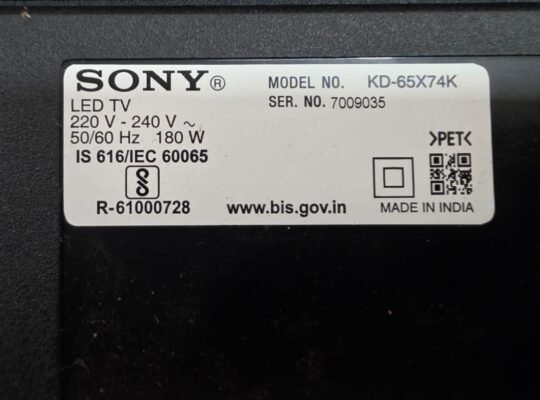 SONY® MODEL NO. KD-65X74K
LED TV SER. NO. 7009035
220 V - 240 V ~
50/60 Hz 180 W >PET<
IS 616/IEC 60065
R-61000728 www.bis.gov.in MADE IN INDIA